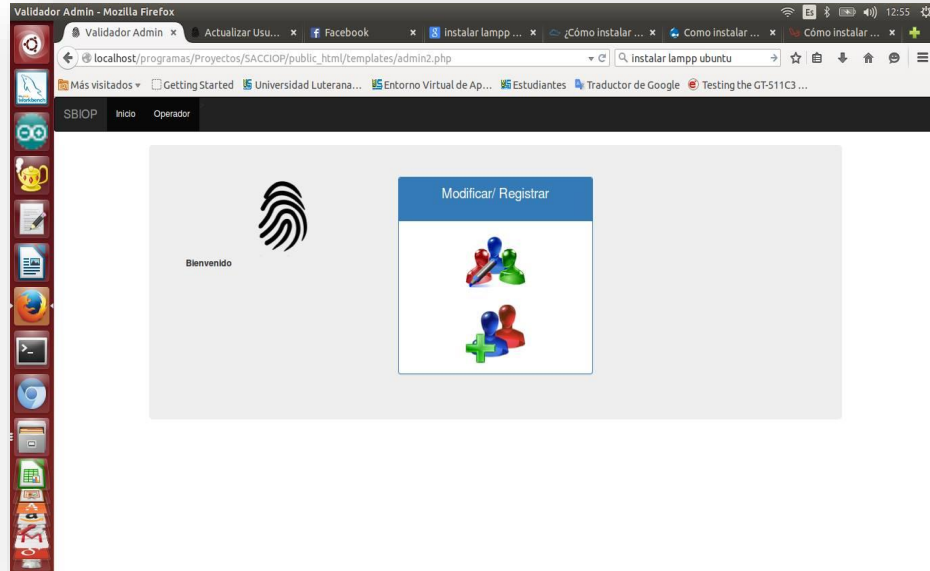 Validador Admin - Mozilla Firefox
Es 12:55
Validador Admin × Actualizar Usu... × Facebook × instalar lampp ... × ¿Cómo instalar ... × Como instalar ... × Cómo instalar ... ×
localhost/programas/Proyectos/SACCIOP/public_html/templates/admin2.php instalar lampp ubuntu
Más visitados Getting Started Universidad Luterana... Entorno Virtual de Ap... Estudiantes Traductor de Google Testing the GT-511C3 ...
SBIOP Inicio Operador
Modificar/ Registrar
Bienvenido